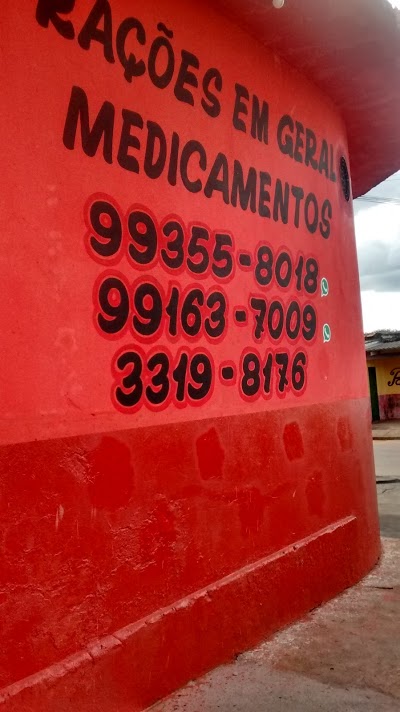 RAÇÕES EM GERAL
MEDICAMENTOS
99355-8018
99163-7009
3319-8176